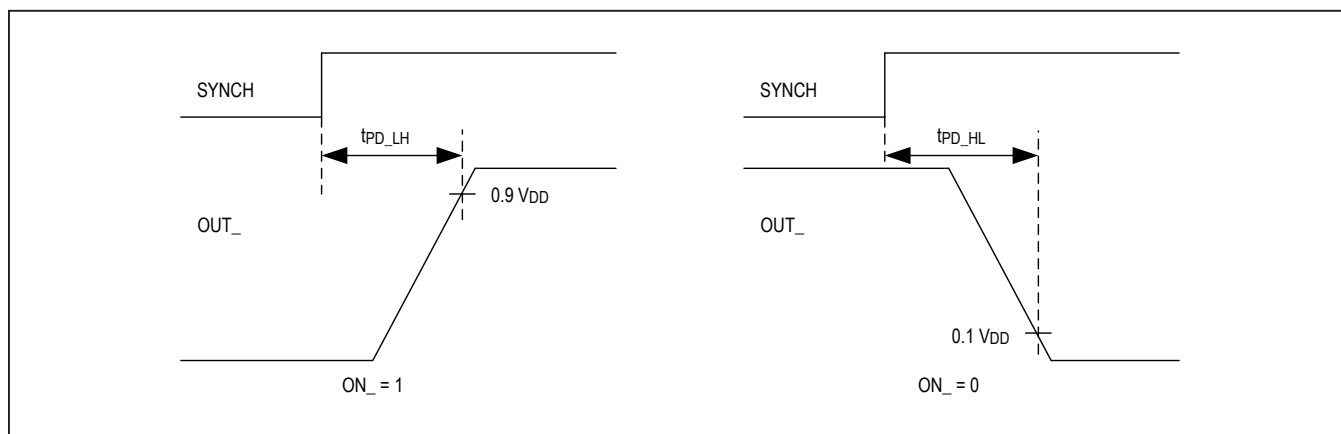 SYNCH
tPD_LH
0.9 VDD
OUT_
ON_ = 1
SYNCH
tPD_HL
OUT_
0.1 VDD
ON_ = 0